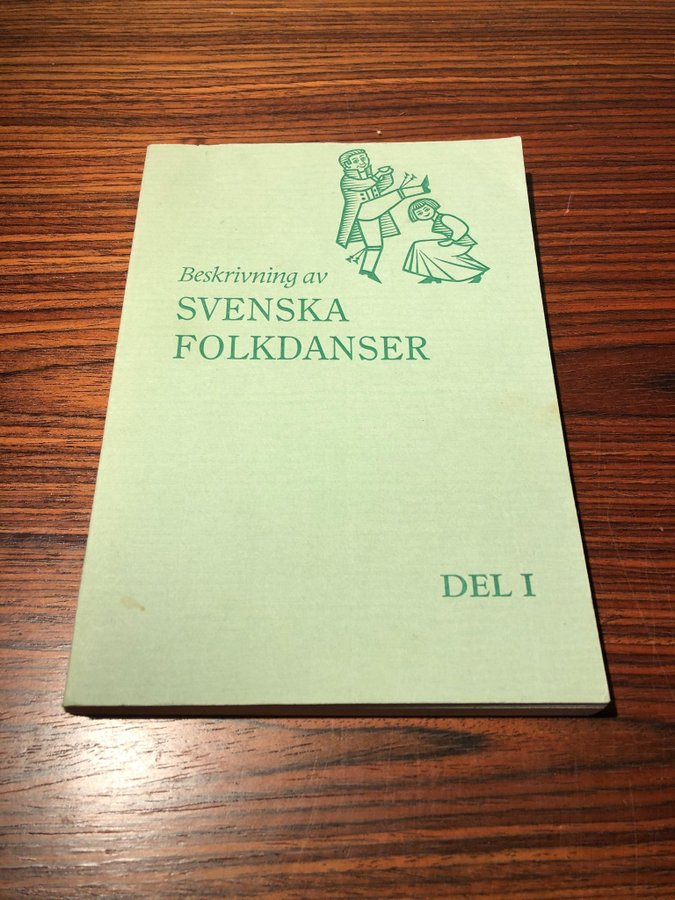 Beskrivning av
SVENSKA
FOLKDANSER
DEL I